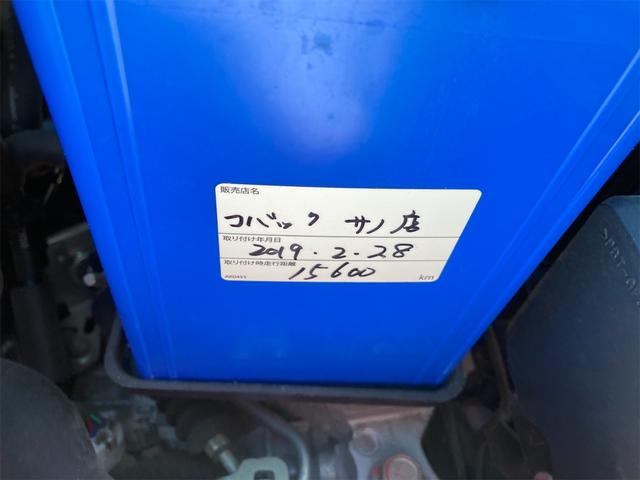 販売店名
コバック サノ店
取り付け年月日
2019.2.28
取り付け時走行距離
15600 km